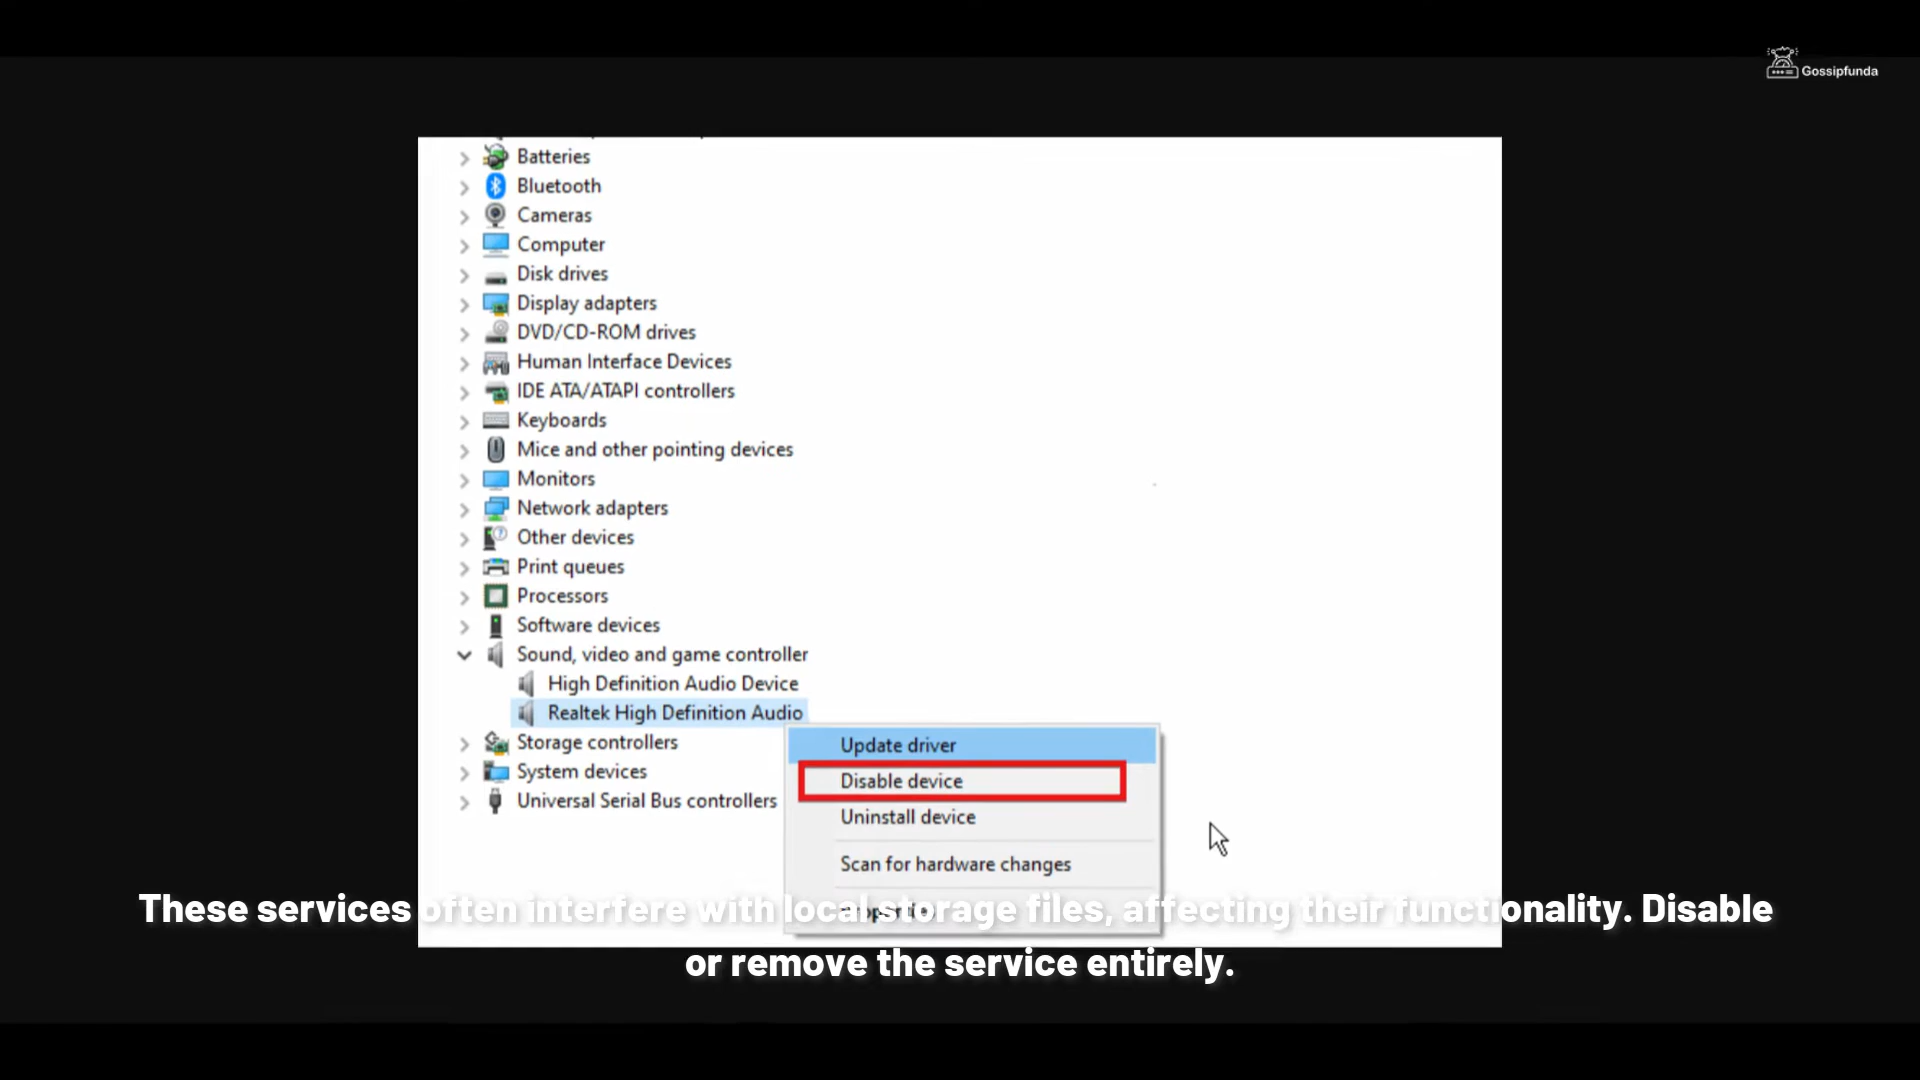 Gossipfunda
Batteries
Bluetooth
Cameras
Computer
Disk drives
Display adapters
DVD/CD-ROM drives
Human Interface Devices
IDE ATA/ATAPI controllers
Keyboards
Mice and other pointing devices
Monitors
Network adapters
Other devices
Print queues
Processors
Software devices
Sound, video and game controller
High Definition Audio Device
Realtek High Definition Audio
Storage controllers
System devices
Universal Serial Bus controllers
Update driver
Disable device
Uninstall device
Scan for hardware changes
These services often interfere with local storage files, affecting their functionality. Disable
or remove the service entirely.